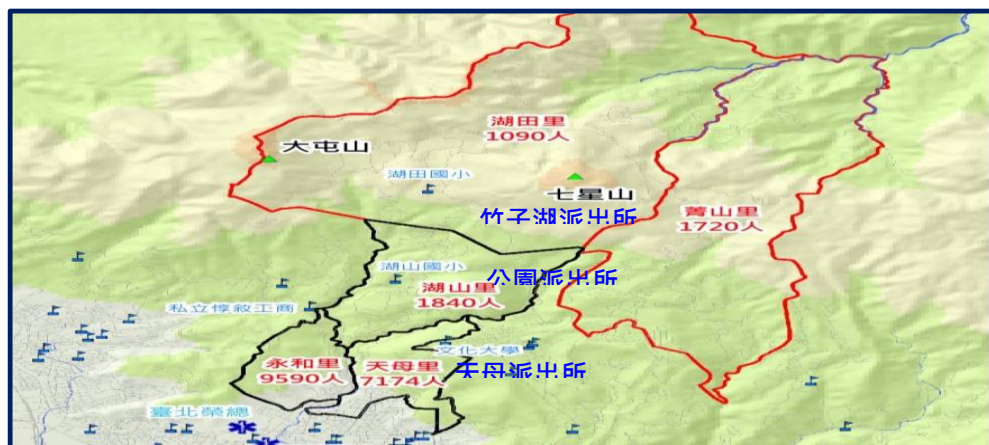 湖田里
1090人
大屯山
湖田國小
七星山
竹子湖派出所
菁山里
1720人
湖山國小
公園派出所
湖山里
1840人
私立惇敘工商
文化大學
永和里
9590人
天母里
7174人
天母派出所
臺北榮總